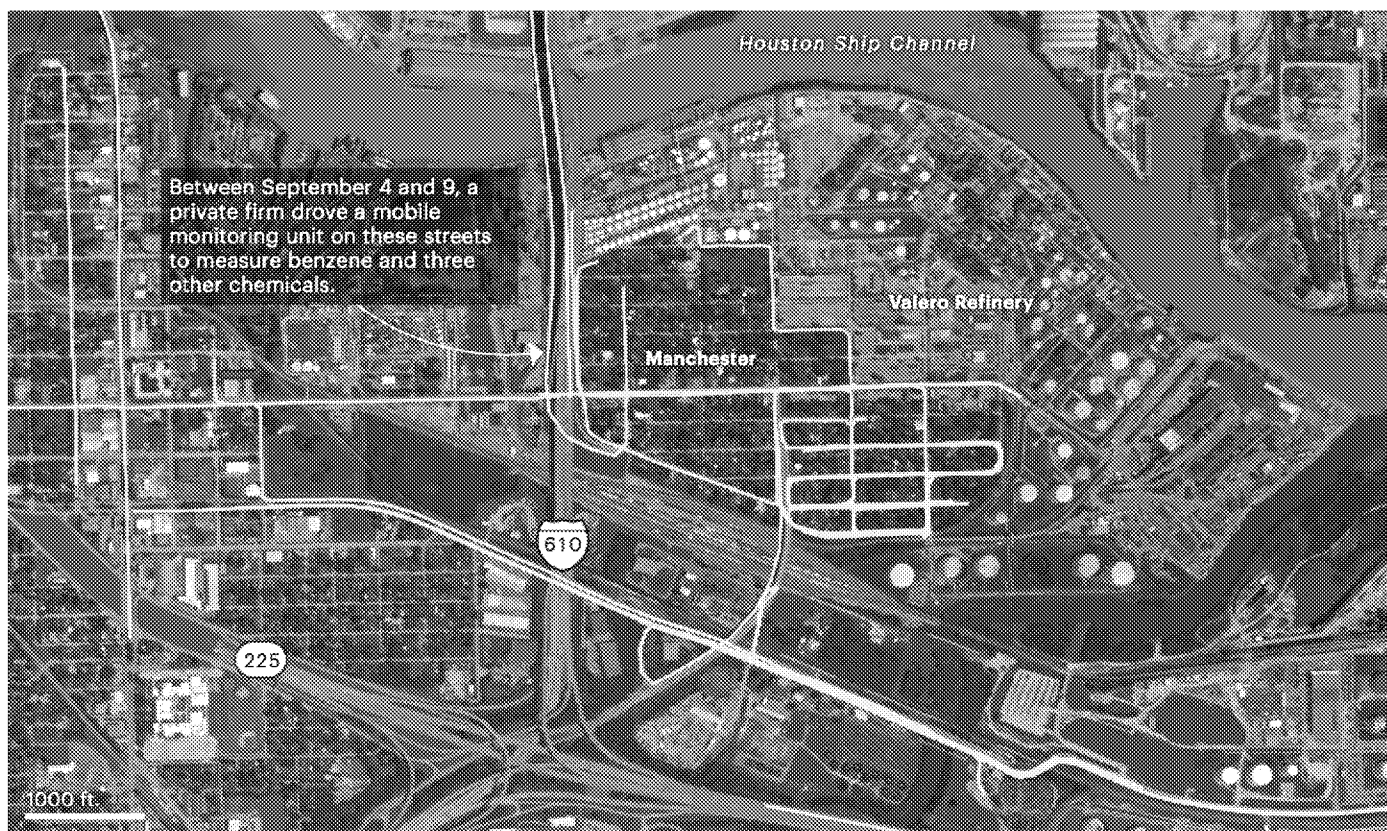 Houston Ship Channel
Between September 4 and 9, a
private firm drove a mobile
monitoring unit on these streets
to measure benzene and three
other chemicals.
Valero Refinery
Manchester
610
225
1000 ft.